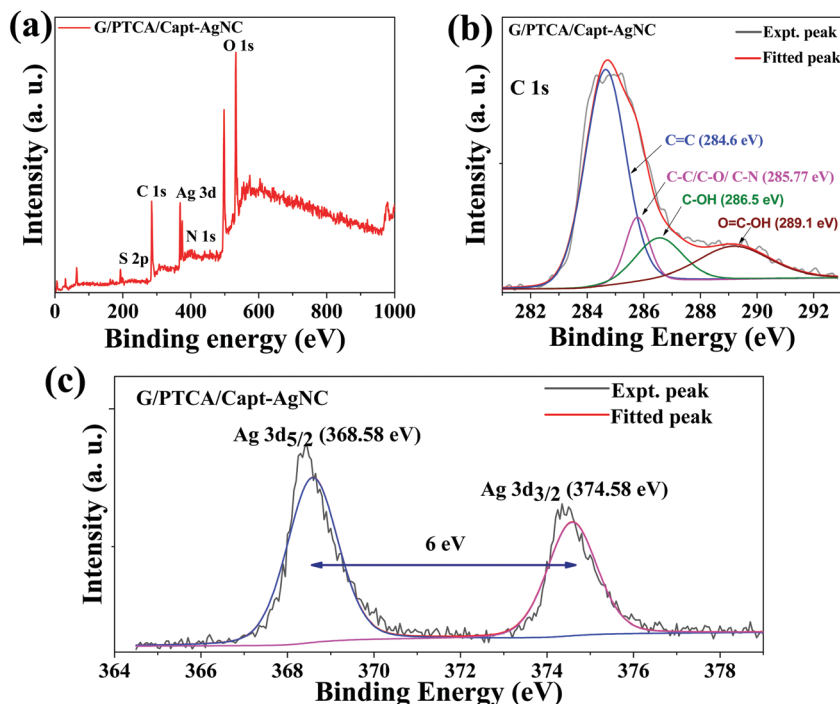 (a)
G/PTCA/Capt-AgNC
O 1s
C 1s
Ag 3d
N 1s
S 2p
Intensity (a. u.)
0 200 400 600 800 1000
Binding energy (eV)
(b)
G/PTCA/Capt-AgNC
Expt. peak
Fitted peak
C 1s
C=C (284.6 eV)
C-C/C-O/ C-N (285.77 eV)
C-OH (286.5 eV)
O=C-OH (289.1 eV)
Intensity (a. u.)
282 284 286 288 290 292
Binding Energy (eV)
(c)
G/PTCA/Capt-AgNC
Expt. peak
Fitted peak
Ag 3d5/2 (368.58 eV)
Ag 3d3/2 (374.58 eV)
6 eV
Intensity (a. u.)
364 366 368 370 372 374 376 378
Binding Energy (eV)